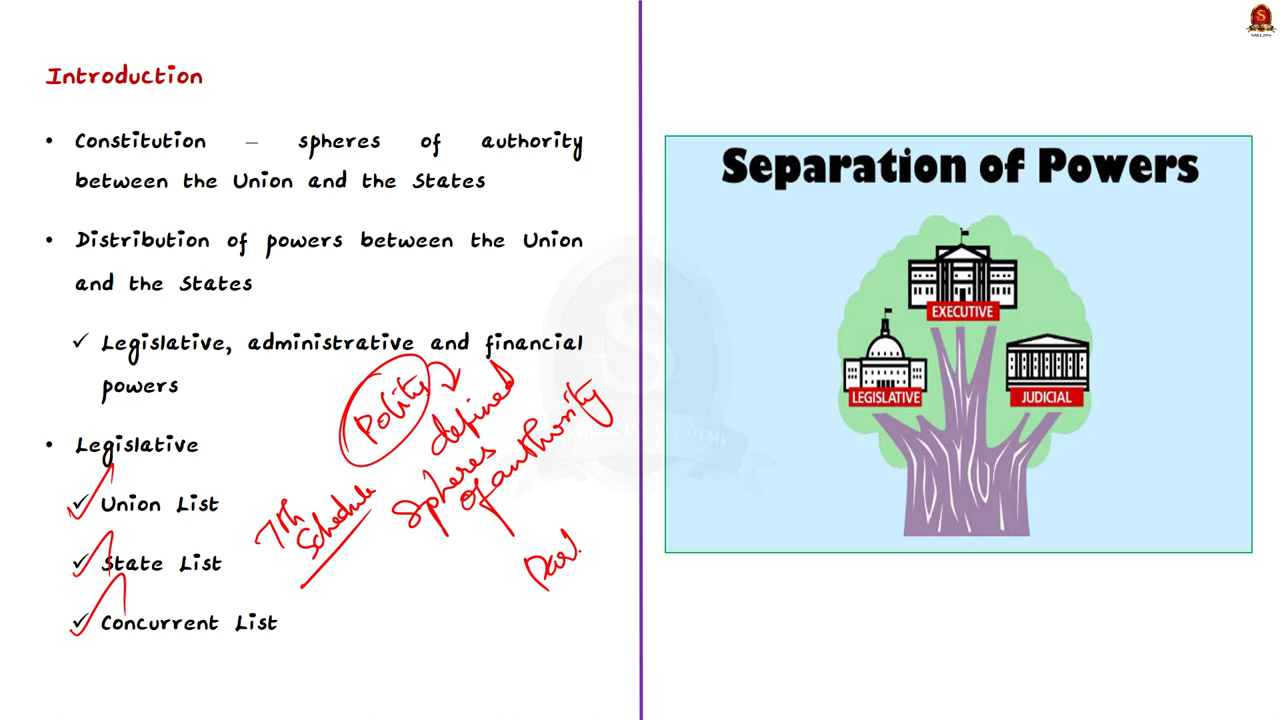 Introduction
• Constitution – spheres of authority
between the Union and the States
• Distribution of powers between the Union
and the States
✓ Legislative, administrative and financial
powers
• Legislative
✓ Union List
✓ State List
✓ Concurrent List
Polity
defined
spheres
of authority
7th
Schedule
Separation of Powers
EXECUTIVE
LEGISLATIVE
JUDICIAL